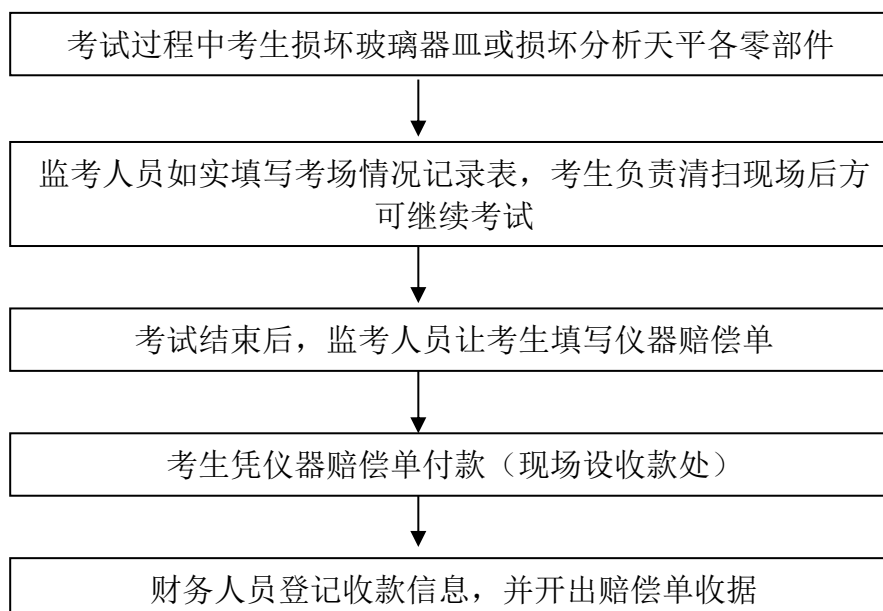 考试过程中考生损坏玻璃器皿或损坏分析天平各零部件
监考人员如实填写考场情况记录表，考生负责清扫现场后方
可继续考试
考试结束后，监考人员让考生填写仪器赔偿单
考生凭仪器赔偿单付款（现场设收款处）
财务人员登记收款信息，并开出赔偿单收据